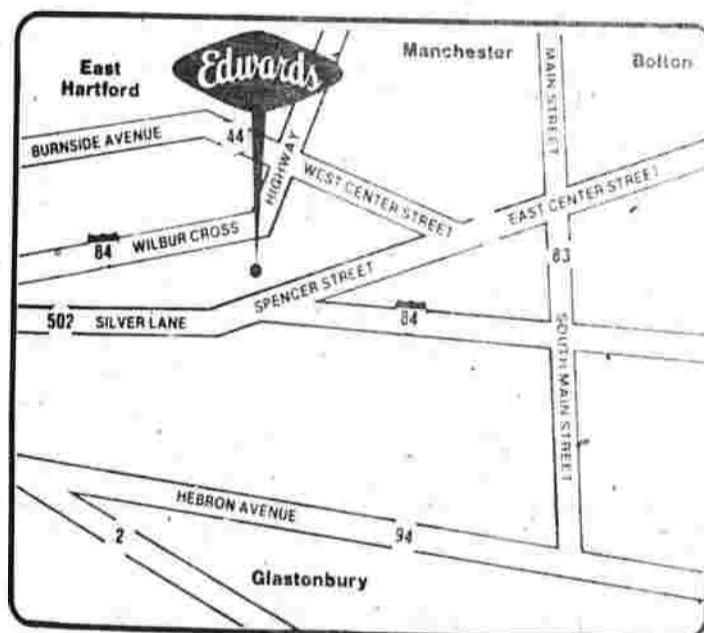 Manchester
Bolton
East
Hartford
Edwards
MAIN STREET
BURNSIDE AVENUE
44
HIGHWAY
WEST CENTER STREET
EAST CENTER STREET
84
WILBUR CROSS
83
SPENCER STREET
502
SILVER LANE
84
SOUTH MAIN STREET
HEBRON AVENUE
94
2
Glastonbury